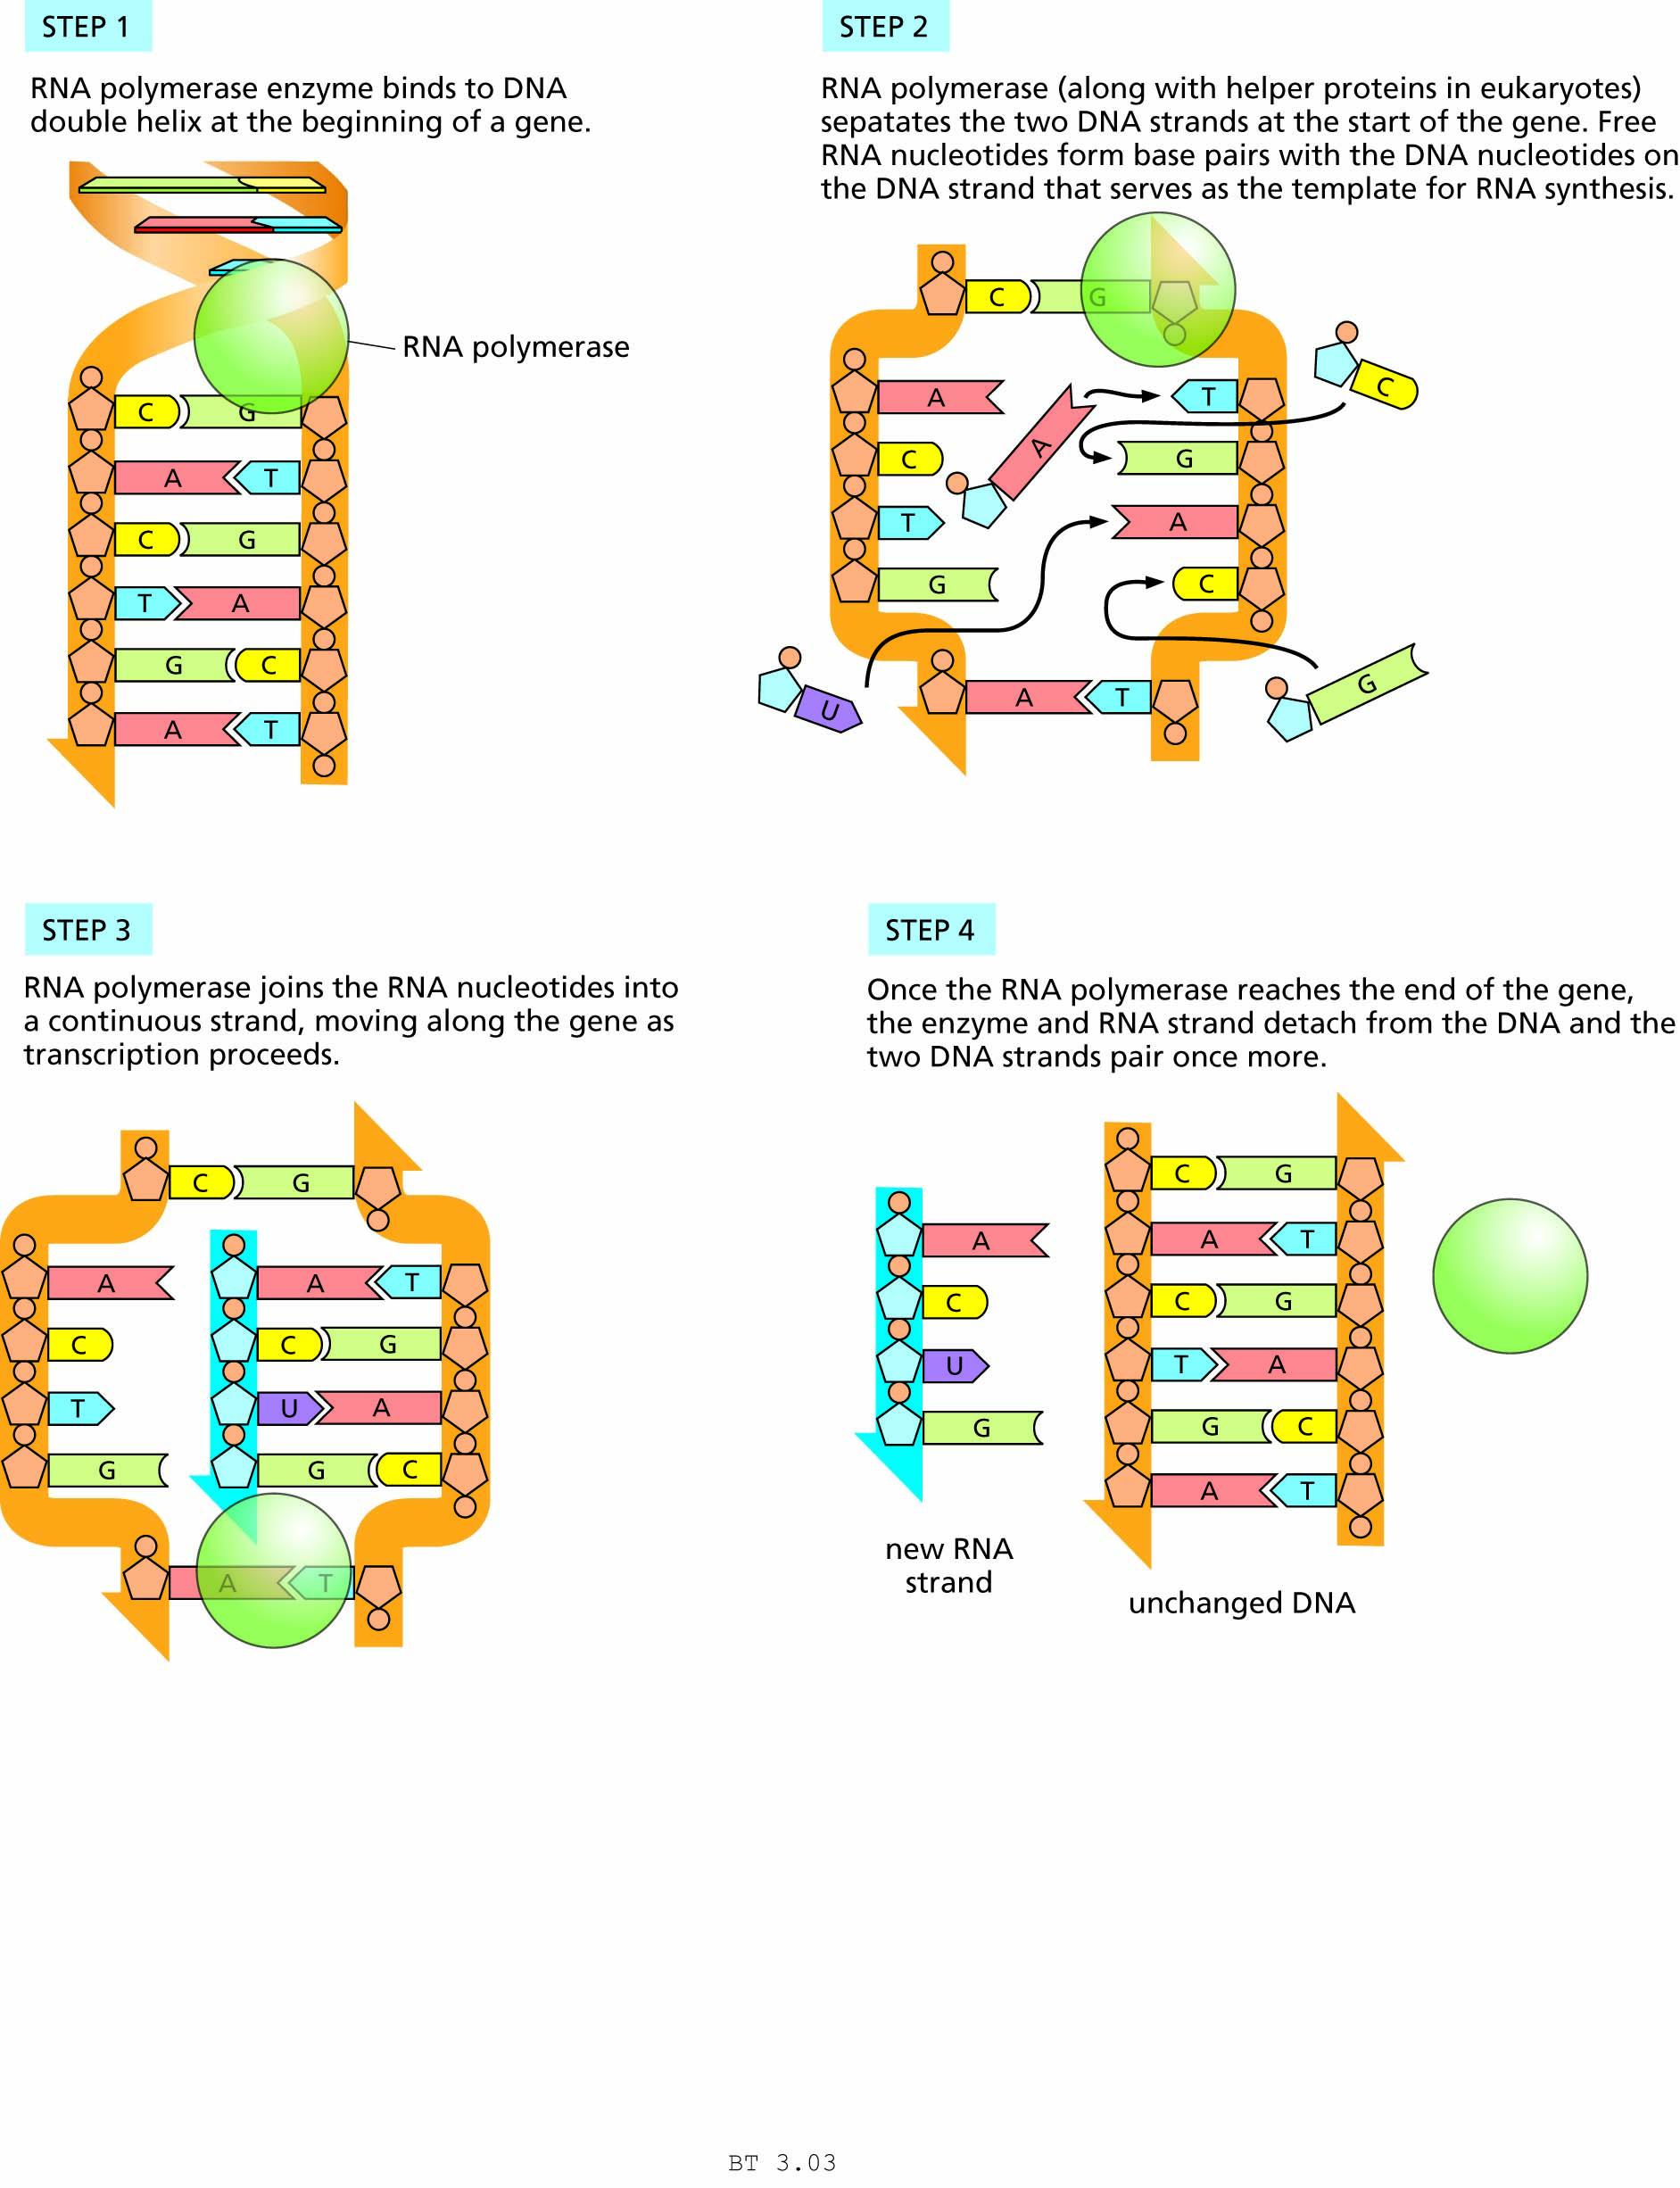 STEP 1
RNA polymerase enzyme binds to DNA
double helix at the beginning of a gene.
RNA polymerase
C G
A T
C G
T A
G C
A T
STEP 2
RNA polymerase (along with helper proteins in eukaryotes)
sepatates the two DNA strands at the start of the gene. Free
RNA nucleotides form base pairs with the DNA nucleotides on
the DNA strand that serves as the template for RNA synthesis.
C G
A T C
A
C G
T A
G C
U A T G
STEP 3
RNA polymerase joins the RNA nucleotides into
a continuous strand, moving along the gene as
transcription proceeds.
C G
A A T
C C G
T U A
G G C
A T
STEP 4
Once the RNA polymerase reaches the end of the gene,
the enzyme and RNA strand detach from the DNA and the
two DNA strands pair once more.
A
C
U
G
new RNA
strand
C G
A T
C G
T A
G C
A T
unchanged DNA
BT 3.03